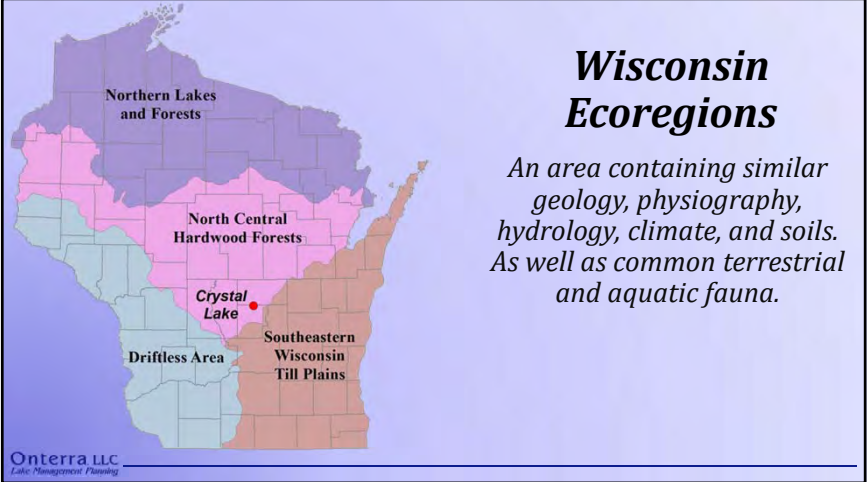 Wisconsin
Ecoregions
An area containing similar
geology, physiography,
hydrology, climate, and soils.
As well as common terrestrial
and aquatic fauna.
Northern Lakes
and Forests
North Central
Hardwood Forests
Crystal
Lake
Driftless Area
Southeastern
Wisconsin
Till Plains
Onterra LLC
Lake Management Planning